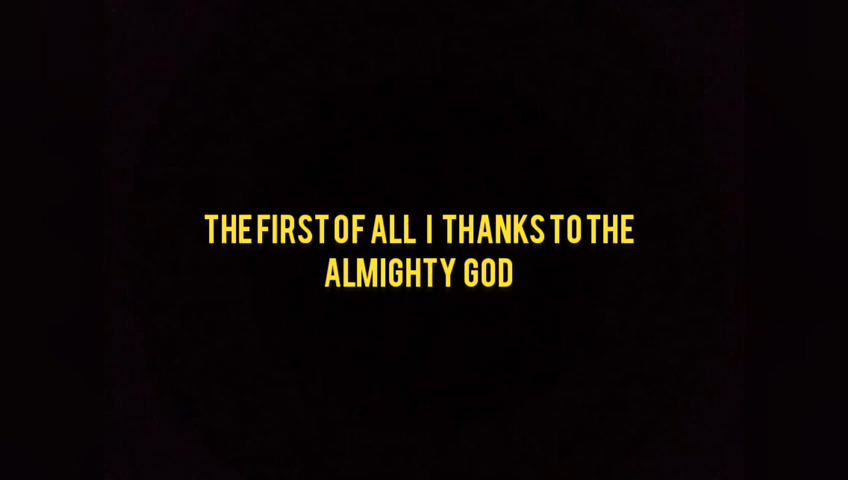 THE FIRST OF ALL I THANKS TO THE
ALMIGHTY GOD